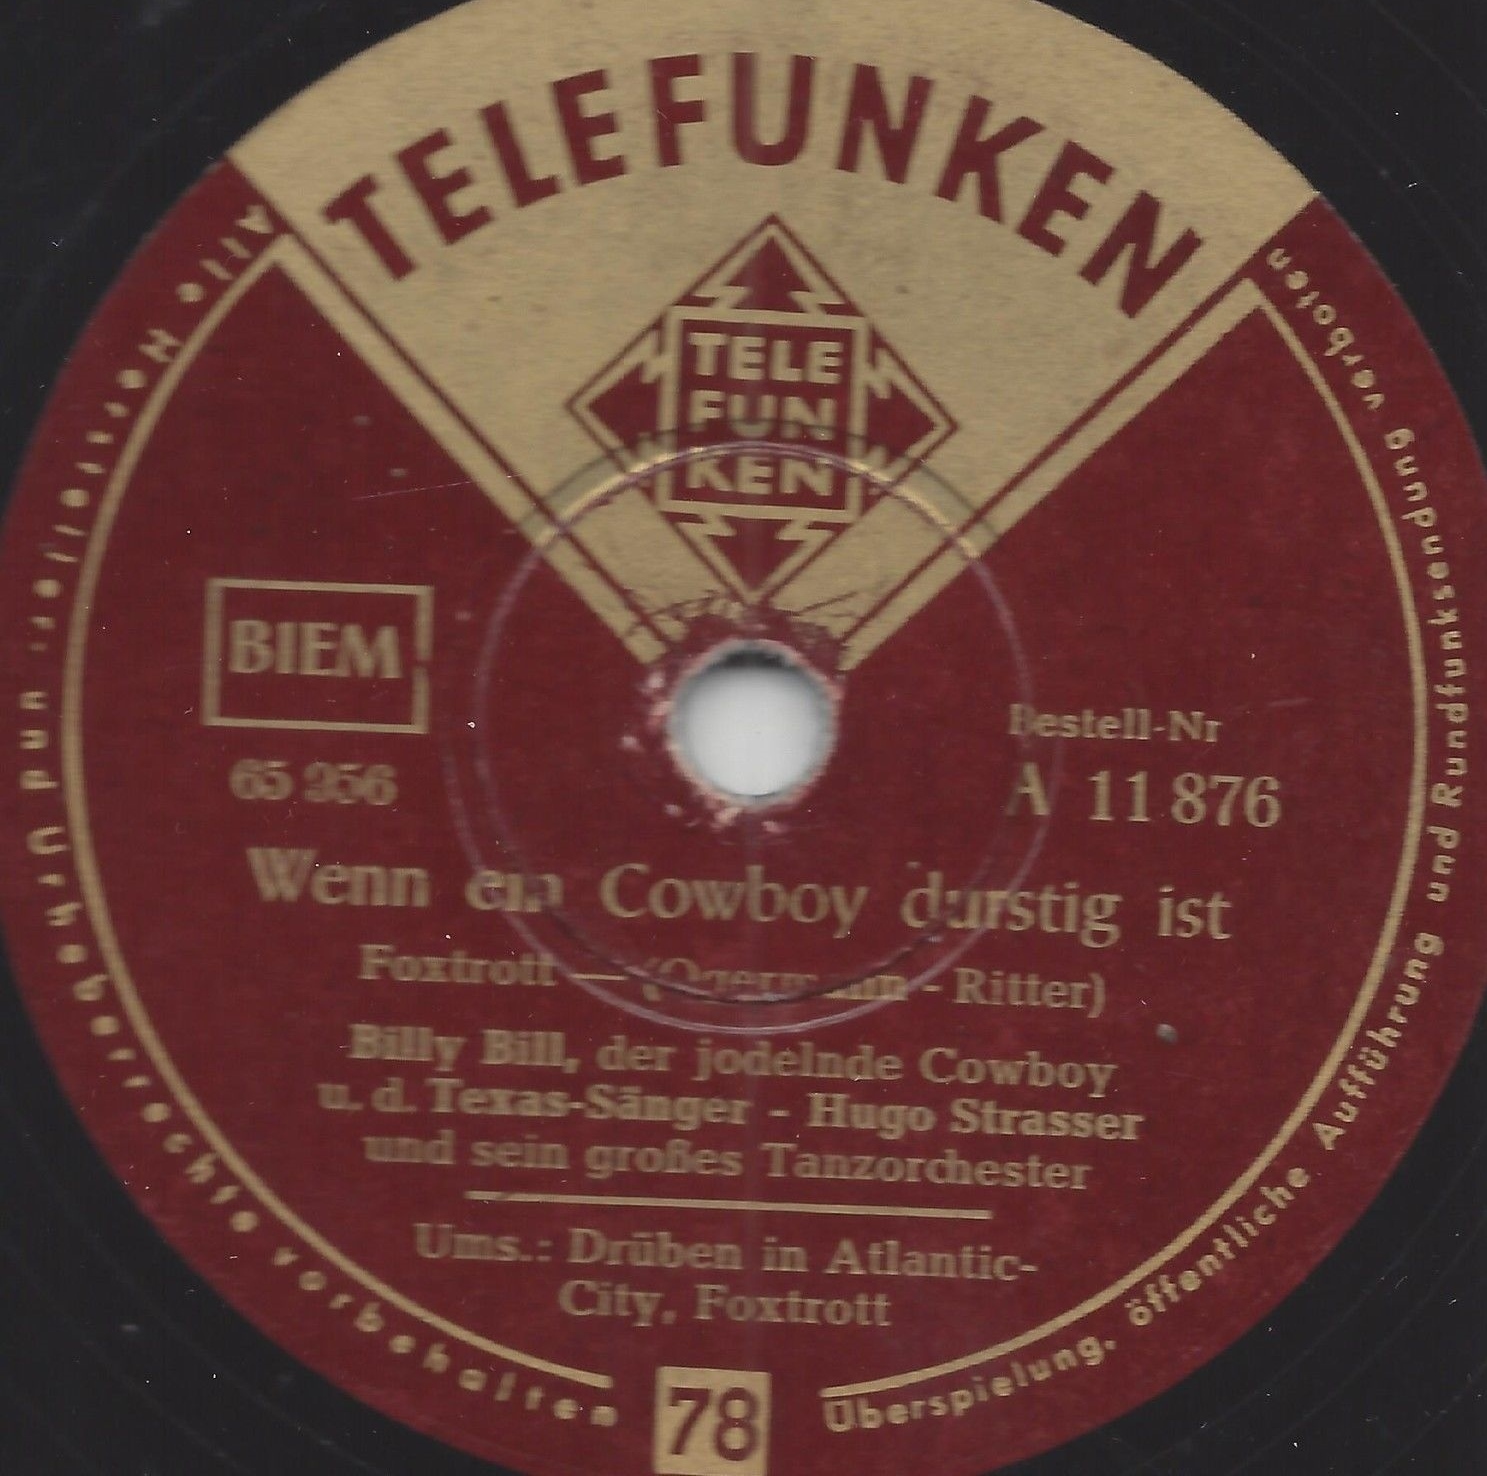 TELEFUNKEN
TELE
FUN
KEN
BIEM
65 356
Bestell-Nr
A 11 876
Wenn ein Cowboy durstig ist
Foxtrott — (Ogermann - Ritter)
Billy Bill, der jodelnde Cowboy
u. d. Texas-Sänger - Hugo Strasser
und sein großes Tanzorchester
Ums.: Drüben in Atlantic-
City, Foxtrott
78
Alle Hersteller- und Urheberrechte vorbehalten
Überspielung, öffentliche Aufführung und Rundfunksendung verboten